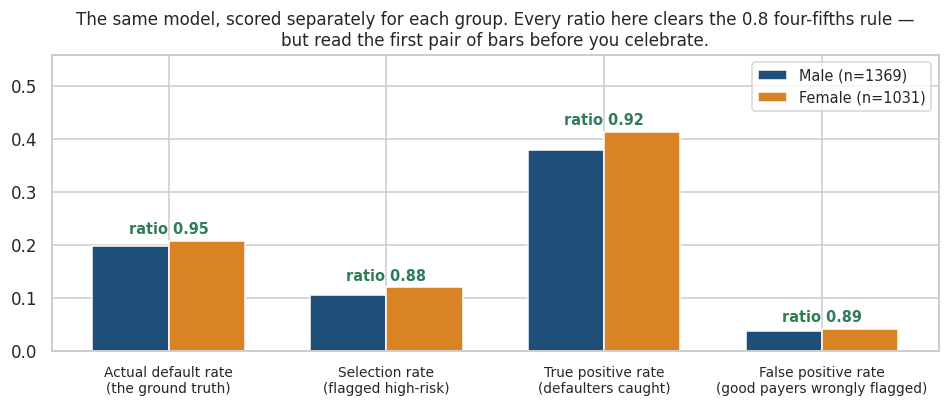 The same model, scored separately for each group. Every ratio here clears the 0.8 four-fifths rule —
but read the first pair of bars before you celebrate.
Male (n=1369)
Female (n=1031)
0.5
0.4
0.3
0.2
0.1
0.0
ratio 0.95
ratio 0.88
ratio 0.92
ratio 0.89
Actual default rate
(the ground truth)
Selection rate
(flagged high-risk)
True positive rate
(defaulters caught)
False positive rate
(good payers wrongly flagged)